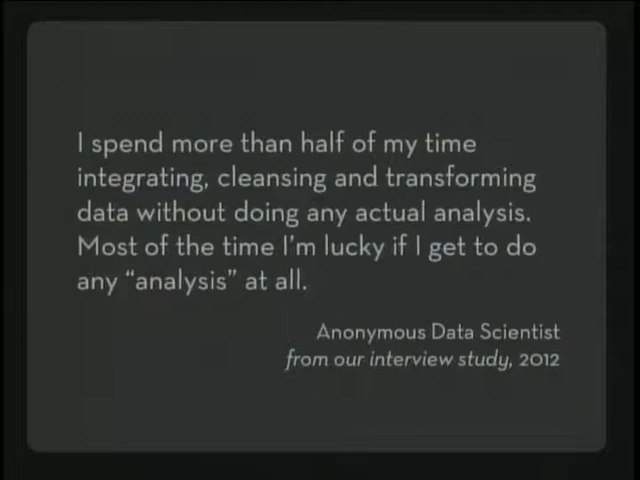 I spend more than half of my time
integrating, cleansing and transforming
data without doing any actual analysis.
Most of the time I'm lucky if I get to do
any “analysis” at all.
Anonymous Data Scientist
from our interview study, 2012